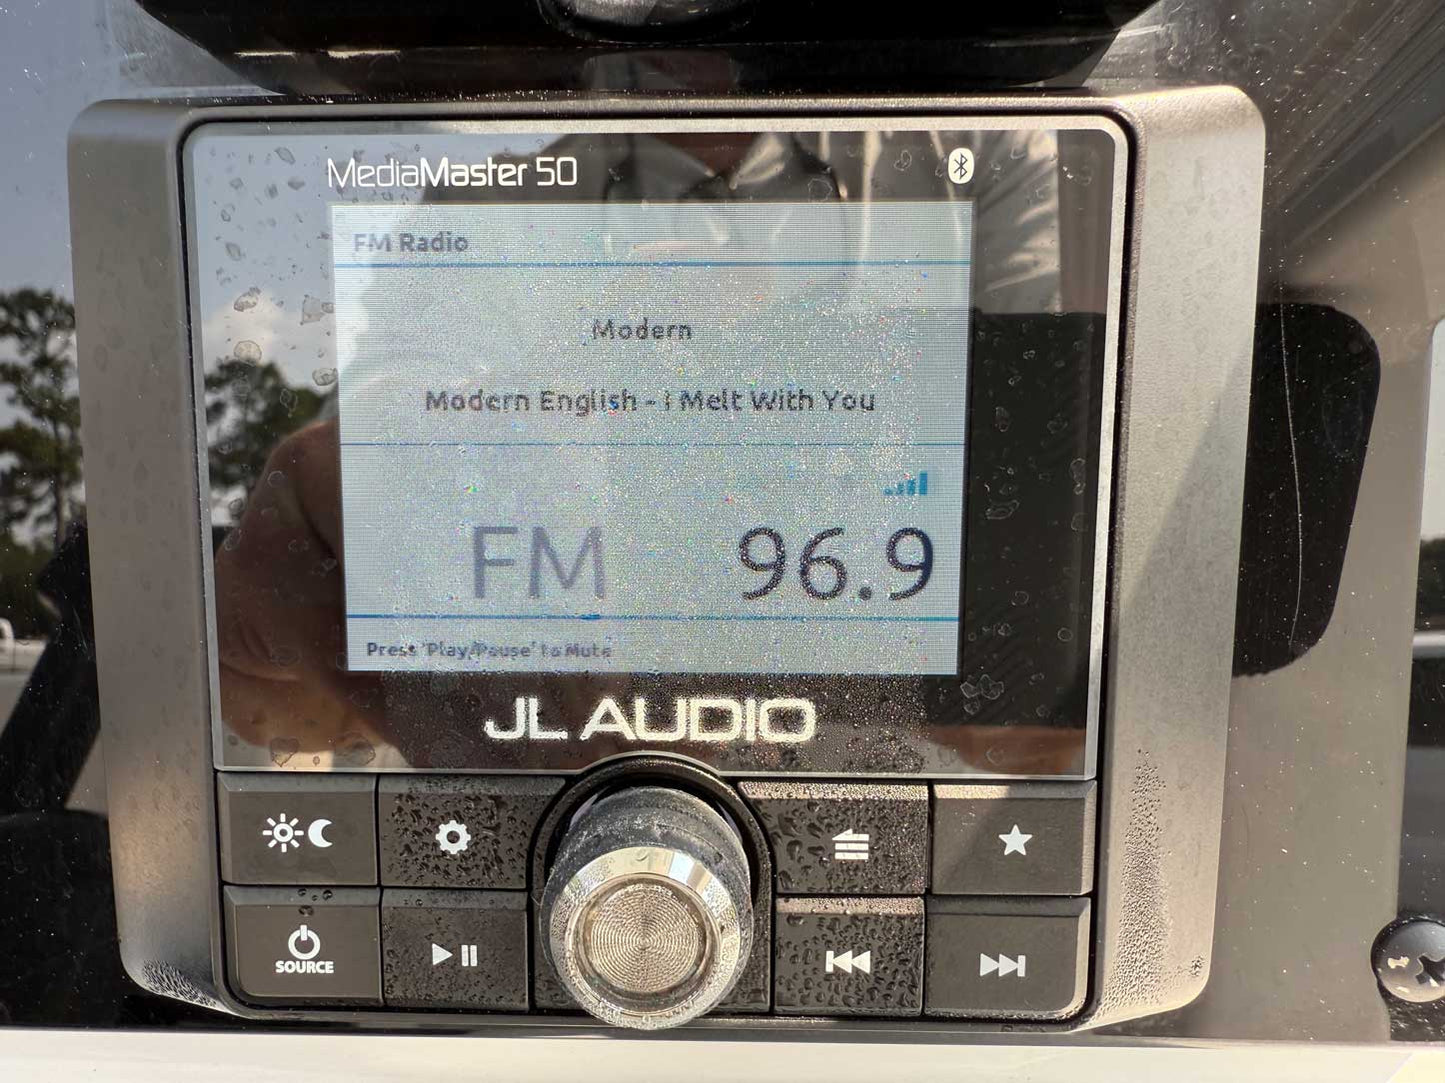 MediaMaster 50
FM Radio
Modern
Modern English - I Melt With You
FM 96.9
Press 'Play/Pause' to Mute
JL AUDIO
SOURCE